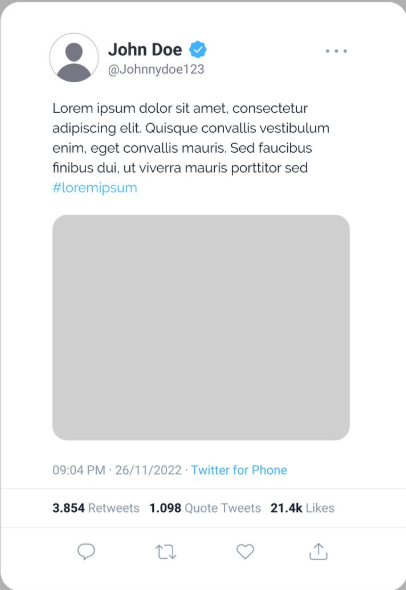 John Doe
@Johnnydoe123
Lorem ipsum dolor sit amet, consectetur
adipiscing elit. Quisque convallis vestibulum
enim, eget convallis mauris. Sed faucibus
finibus dui, ut viverra mauris porttitor sed
#loremipsum
09:04 PM · 26/11/2022 · Twitter for Phone
3.854 Retweets 1.098 Quote Tweets 21.4k Likes